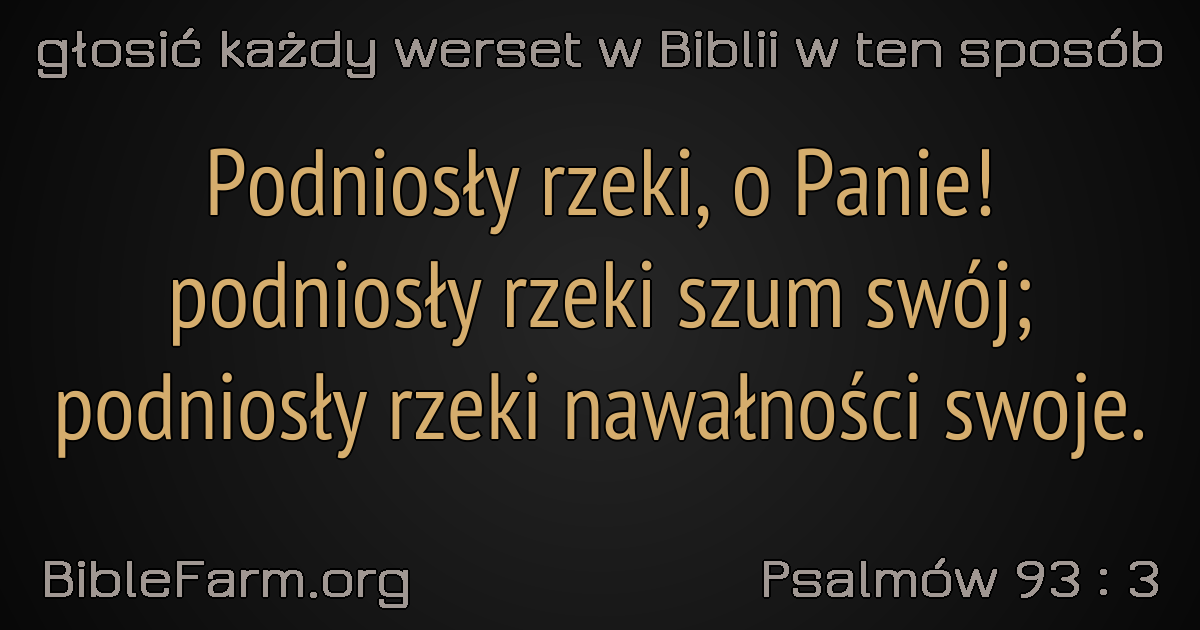 głosić każdy werset w Biblii w ten sposób
Podniosły rzeki, o Panie!
podniosły rzeki szum swój;
podniosły rzeki nawałności swoje.
BibleFarm.org
Psalmów 93 : 3